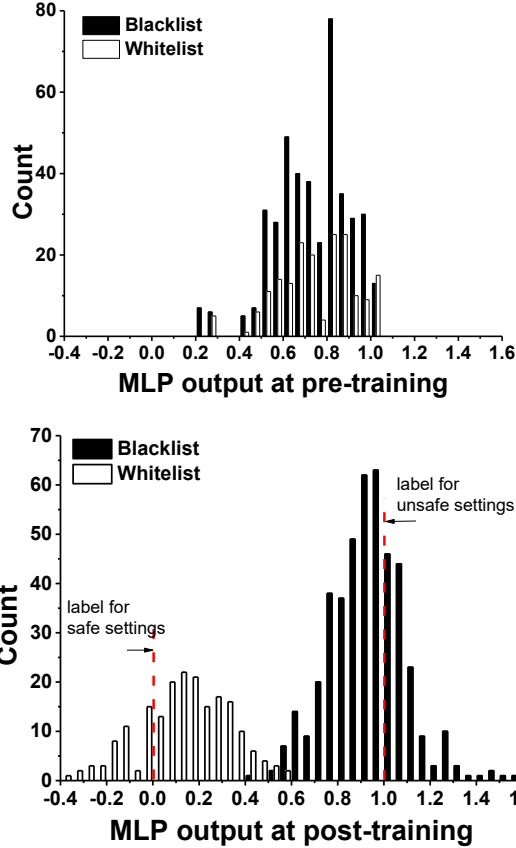 80
Blacklist
Whitelist
60
40
20
0
Count
-0.4 -0.2 0.0 0.2 0.4 0.6 0.8 1.0 1.2 1.4 1.6
MLP output at pre-training
70
Blacklist
Whitelist
60
label for
unsafe settings
50
40
label for
safe settings
30
20
10
0
Count
-0.4 -0.2 0.0 0.2 0.4 0.6 0.8 1.0 1.2 1.4
MLP output at post-training